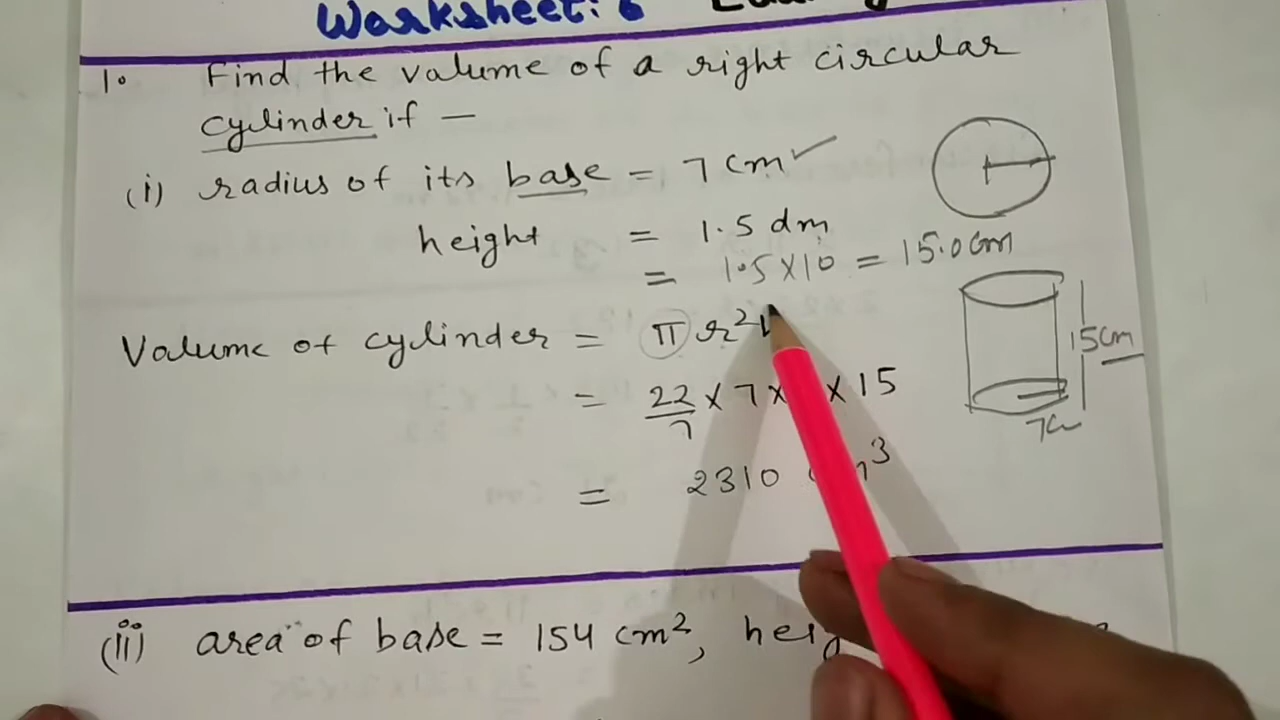 Worksheet: 6
1. Find the volume of a right circular
cylinder if —
(i) radius of its base = 7 cm ✓
height = 1.5 dm
= 1.5 × 10 = 15.0 cm
Volume of cylinder = π r² h
= 22/7 × 7 × × 15
15 cm
7 cm
= 2310 cm³
(ii) area of base = 154 cm²,